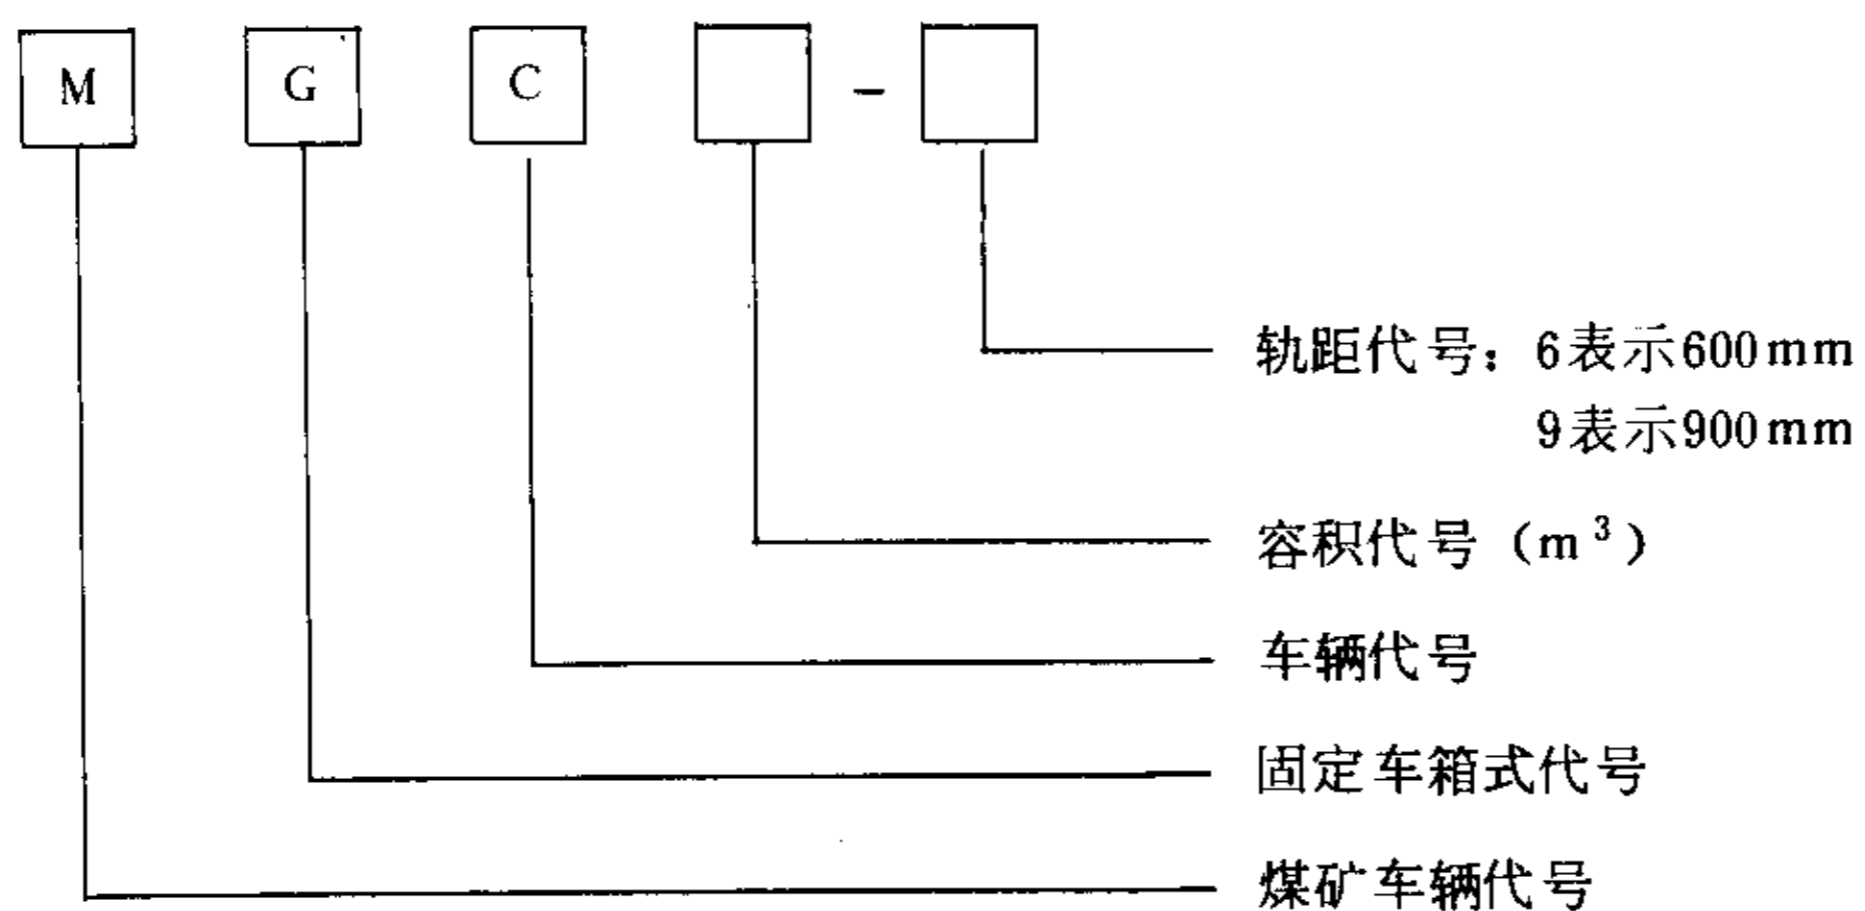 M G C -
轨距代号：6表示600mm
9表示900mm
容积代号（m³）
车辆代号
固定车箱式代号
煤矿车辆代号